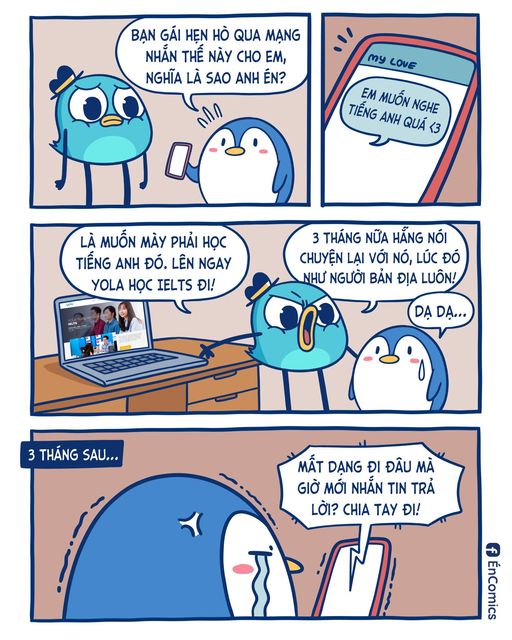 BẠN GÁI HẸN HÒ QUA MẠNG
NHẮN THẾ NÀY CHO EM,
NGHĨA LÀ SAO ANH ÉN?
MY LOVE
EM MUỐN NGHE
TIẾNG ANH QUÁ <3
LÀ MUỐN MÀY PHẢI HỌC
TIẾNG ANH ĐÓ. LÊN NGAY
YOLA HỌC IELTS ĐI!
3 THÁNG NỮA HẴNG NÓI
CHUYỆN LẠI VỚI NÓ, LÚC ĐÓ
NHƯ NGƯỜI BẢN ĐỊA LUÔN!
DẠ DẠ...
3 THÁNG SAU...
MẤT DẠNG ĐI ĐÂU MÀ
GIỜ MỚI NHẮN TIN TRẢ
LỜI? CHIA TAY ĐI!
ÉnComics